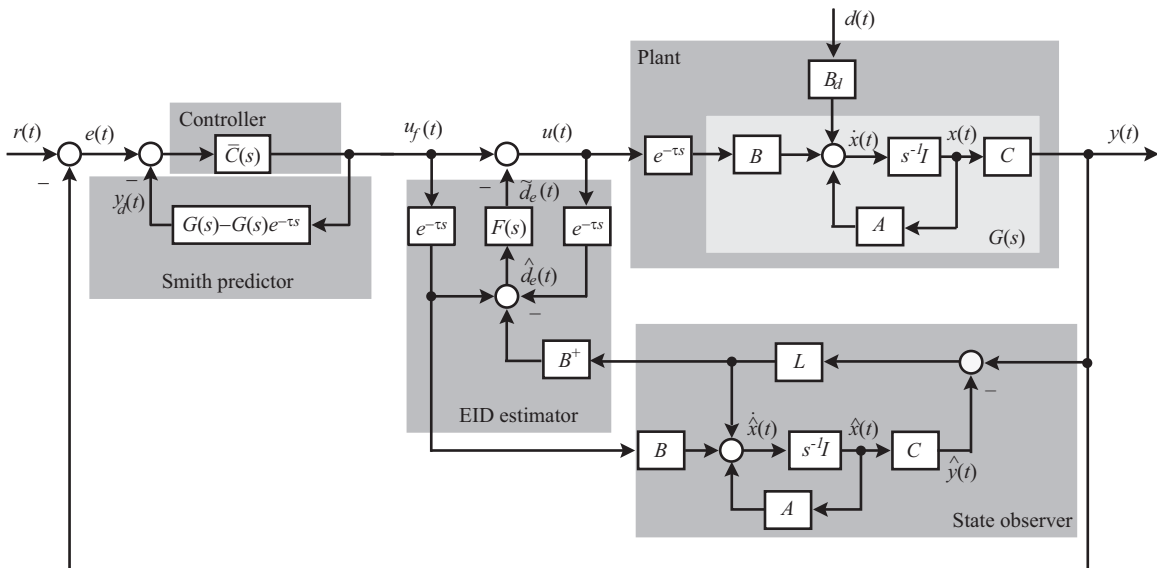 d(t)
Plant
B_d
Controller
r(t)
e(t)
C̅(s)
u_f(t)
u(t)
e^{-τs}
B
ẋ(t)
s^{-1}I
x(t)
C
y(t)
−
−
y_d(t)
G(s)−G(s)e^{-τs}
−
d̃_e(t)
e^{-τs}
F(s)
e^{-τs}
A
G(s)
Smith predictor
d̂_e(t)
−
B^+
L
−
EID estimator
B
x̂̇(t)
s^{-1}I
x̂(t)
C
ŷ(t)
A
State observer